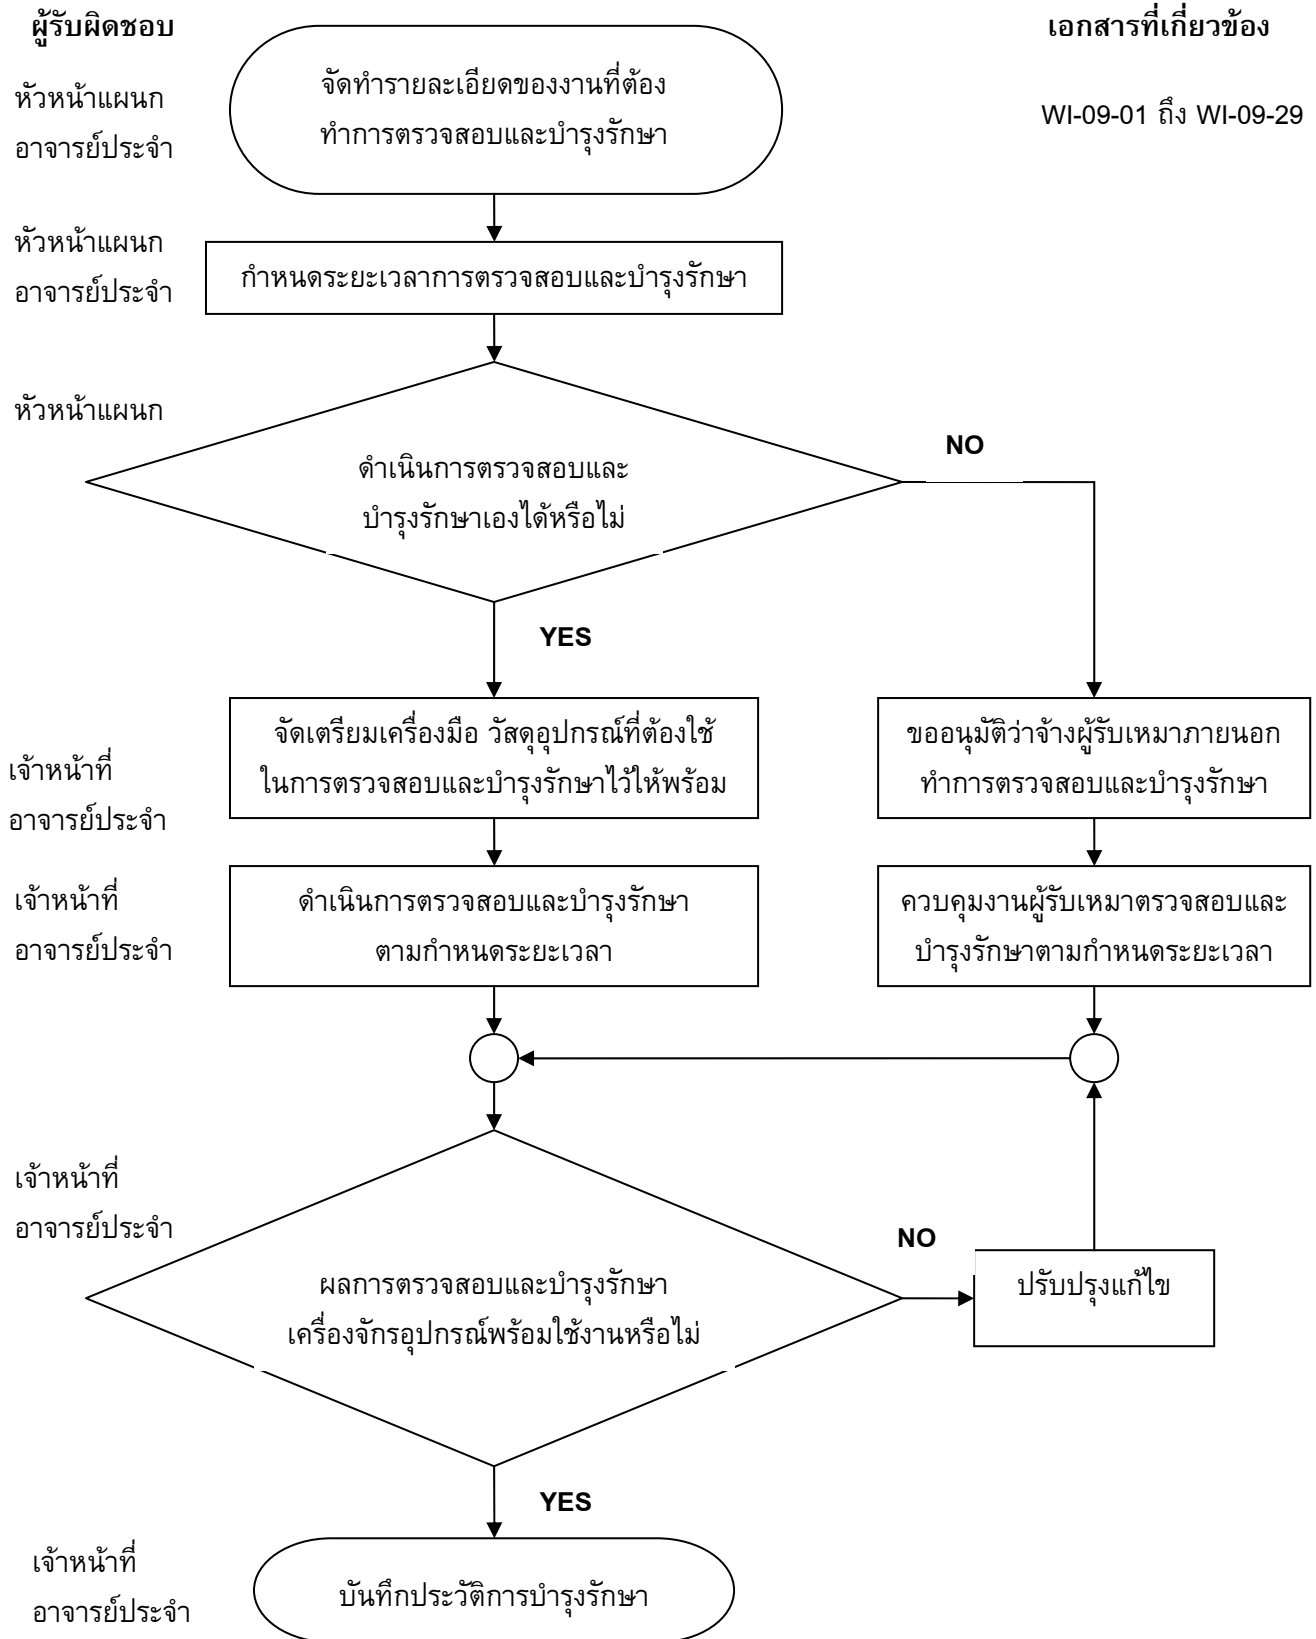 ผู้รับผิดชอบ
เอกสารที่เกี่ยวข้อง
หัวหน้าแผนก
อาจารย์ประจำ
จัดทำรายละเอียดของงานที่ต้อง
ทำการตรวจสอบและบำรุงรักษา
WI-09-01 ถึง WI-09-29
หัวหน้าแผนก
อาจารย์ประจำ
กำหนดระยะเวลาการตรวจสอบและบำรุงรักษา
หัวหน้าแผนก
ดำเนินการตรวจสอบและ
บำรุงรักษาเองได้หรือไม่
NO
YES
เจ้าหน้าที่
อาจารย์ประจำ
จัดเตรียมเครื่องมือ วัสดุอุปกรณ์ที่ต้องใช้
ในการตรวจสอบและบำรุงรักษาไว้ให้พร้อม
ขออนุมัติว่าจ้างผู้รับเหมาภายนอก
ทำการตรวจสอบและบำรุงรักษา
เจ้าหน้าที่
อาจารย์ประจำ
ดำเนินการตรวจสอบและบำรุงรักษา
ตามกำหนดระยะเวลา
ควบคุมงานผู้รับเหมาตรวจสอบและ
บำรุงรักษาตามกำหนดระยะเวลา
เจ้าหน้าที่
อาจารย์ประจำ
ผลการตรวจสอบและบำรุงรักษา
เครื่องจักรอุปกรณ์พร้อมใช้งานหรือไม่
NO
ปรับปรุงแก้ไข
YES
เจ้าหน้าที่
อาจารย์ประจำ
บันทึกประวัติการบำรุงรักษา